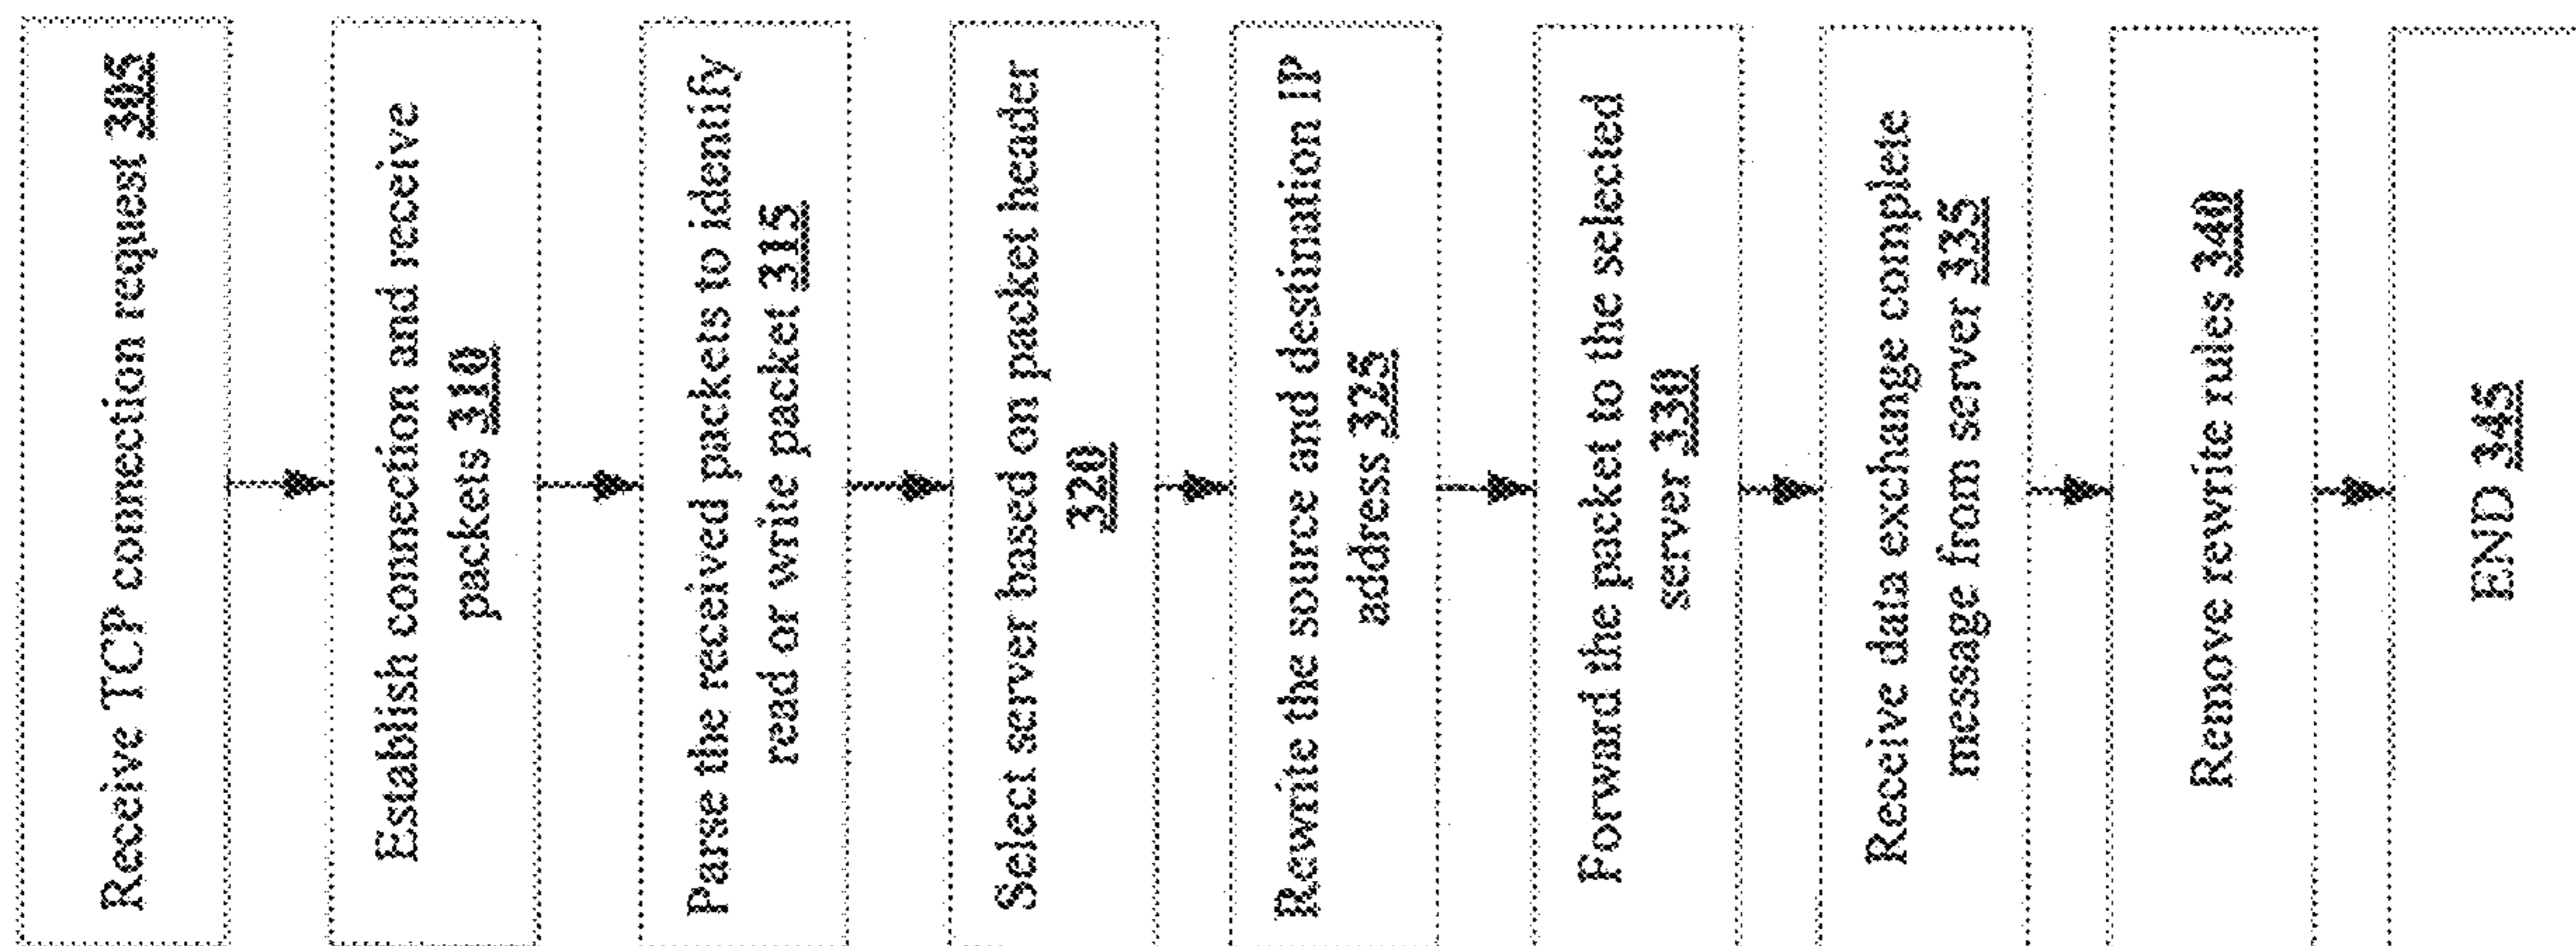 Receive TCP connection request 305
Establish connection and receive
packets 310
Parse the received packets to identify
read or write packet 315
Select server based on packet header
320
Rewrite the source and destination IP
address 325
Forward the packet to the selected
server 330
Receive data exchange complete
message from server 335
Remove rewrite rules 340
END 345